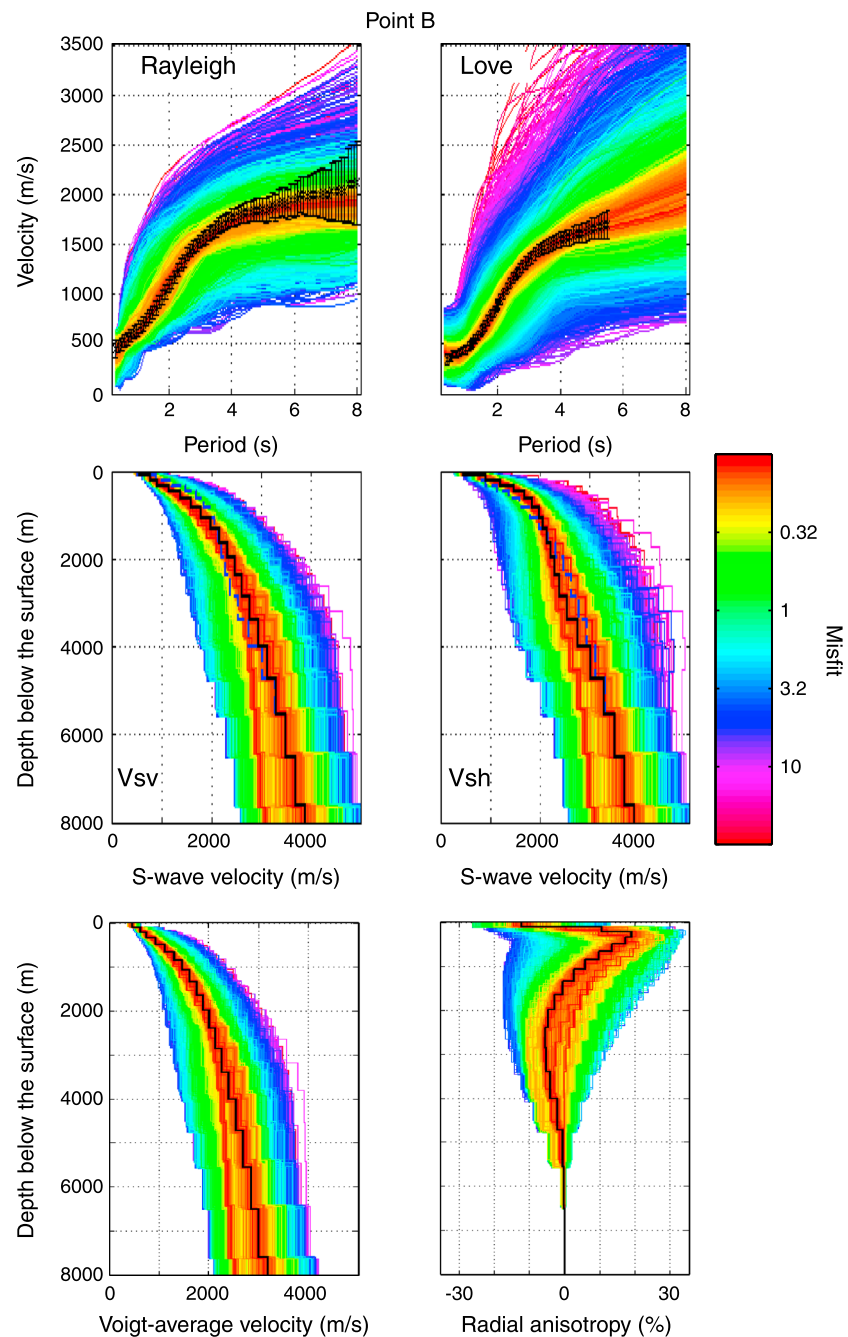 Point B
Rayleigh
Love
3500
3000
2500
2000
1500
1000
500
0
Velocity (m/s)
2 4 6 8
2 4 6 8
Period (s)
Period (s)
0
2000
4000
6000
8000
Depth below the surface (m)
Vsv
Vsh
0 2000 4000
0 2000 4000
S-wave velocity (m/s)
S-wave velocity (m/s)
0.32
1
3.2
10
Misfit
0
2000
4000
6000
8000
Depth below the surface (m)
0 2000 4000
-30 0 30
Voigt-average velocity (m/s)
Radial anisotropy (%)